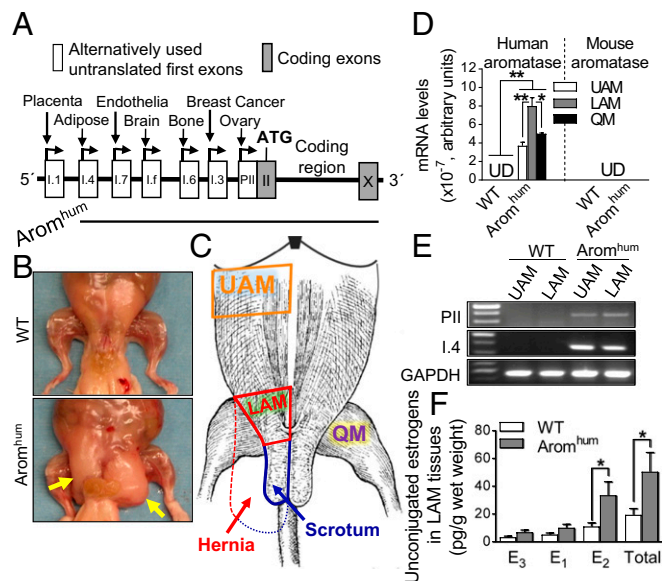 A
Alternatively used
untranslated first exons
Coding exons
Placenta
Endothelia
Breast Cancer
Adipose
Brain
Bone
Ovary
ATG
Coding
region
5´
I.1
I.4
I.7
I.f
I.6
I.3
PII
II
X
3´
Arom^hum
B
WT
Arom^hum
C
UAM
LAM
QM
Hernia
Scrotum
D
Human
aromatase
Mouse
aromatase
mRNA levels
(x10^-7, arbitrary units)
12
10
8
6
4
2
0
**
**
*
UAM
LAM
QM
UD
UD
WT
Arom^hum
WT
Arom^hum
E
WT
Arom^hum
UAM
LAM
UAM
LAM
PII
I.4
GAPDH
F
Unconjugated estrogens
in LAM tissues
(pg/g wet weight)
80
60
40
20
0
WT
Arom^hum
*
*
E₃
E₁
E₂
Total